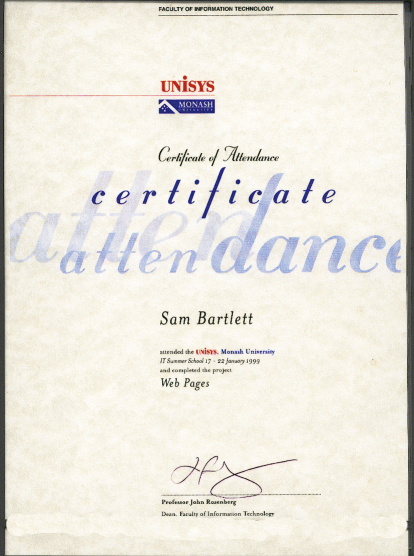 FACULTY OF INFORMATION TECHNOLOGY
UNiSYS
MONASH
Certificate of Attendance
certificate
atten
attendance
Sam Bartlett
attended the UNiSYS, Monash University
IT Summer School 17 - 22 January 1999
and completed the project
Web Pages
Professor John Rosenberg
Dean, Faculty of Information Technology